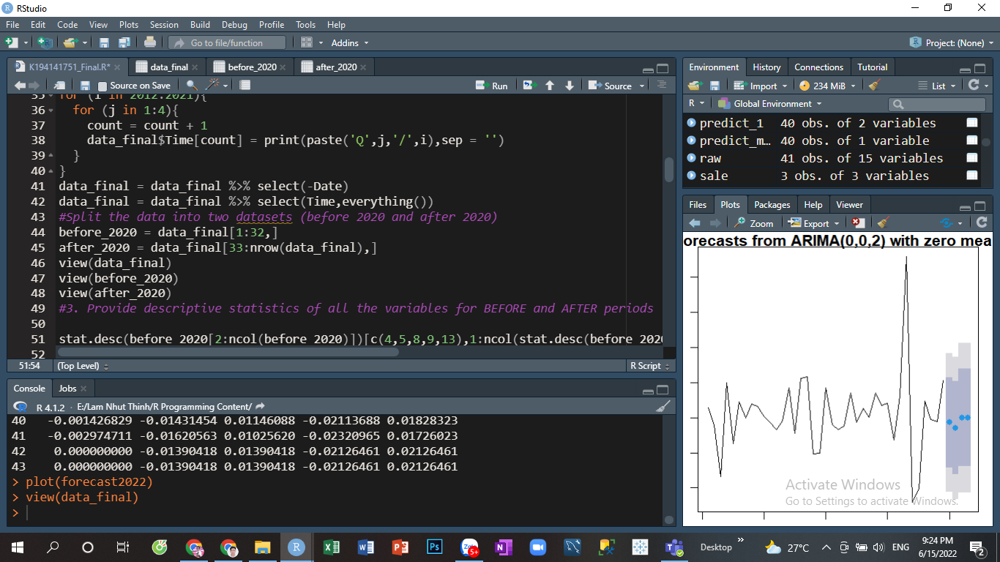 RStudio
File Edit Code View Plots Session Build Debug Profile Tools Help
Go to file/function Addins Project: (None)
K194141751_Final.R* data_final before_2020 after_2020
Source on Save Run Source
35 for (i in 2012:2021){
36 for (j in 1:4){
37 count = count + 1
38 data_final$Time[count] = print(paste('Q',j,'/',i),sep = '')
39 }
40 }
41 data_final = data_final %>% select(-Date)
42 data_final = data_final %>% select(Time,everything())
43 #Split the data into two datasets (before 2020 and after 2020)
44 before_2020 = data_final[1:32,]
45 after_2020 = data_final[33:nrow(data_final),]
46 view(data_final)
47 view(before_2020)
48 view(after_2020)
49 #3. Provide descriptive statistics of all the variables for BEFORE and AFTER periods
50
51 stat.desc(before_2020[2:ncol(before_2020)])[c(4,5,8,9,13),1:ncol(stat.desc(before_202
52
51:54 (Top Level) R Script
Console Jobs
R 4.1.2 · E:/Lam Nhut Thinh/R Programming Content/
40 -0.001426829 -0.01431454 0.01146088 -0.02113688 0.01828323
41 -0.002974711 -0.01620563 0.01025620 -0.02320965 0.01726023
42 0.000000000 -0.01390418 0.01390418 -0.02126461 0.02126461
43 0.000000000 -0.01390418 0.01390418 -0.02126461 0.02126461
> plot(forecast2022)
> view(data_final)
>
Environment History Connections Tutorial
Import 234 MiB List
R Global Environment
predict_1 40 obs. of 2 variables
predict_m… 40 obs. of 1 variable
raw 41 obs. of 15 variables
sale 3 obs. of 3 variables
Files Plots Packages Help Viewer
Zoom Export
orecasts from ARIMA(0,0,2) with zero mea
Activate Windows
Go to Settings to activate Windows.
Desktop 27°C ENG 9:24 PM
6/15/2022
2
5+